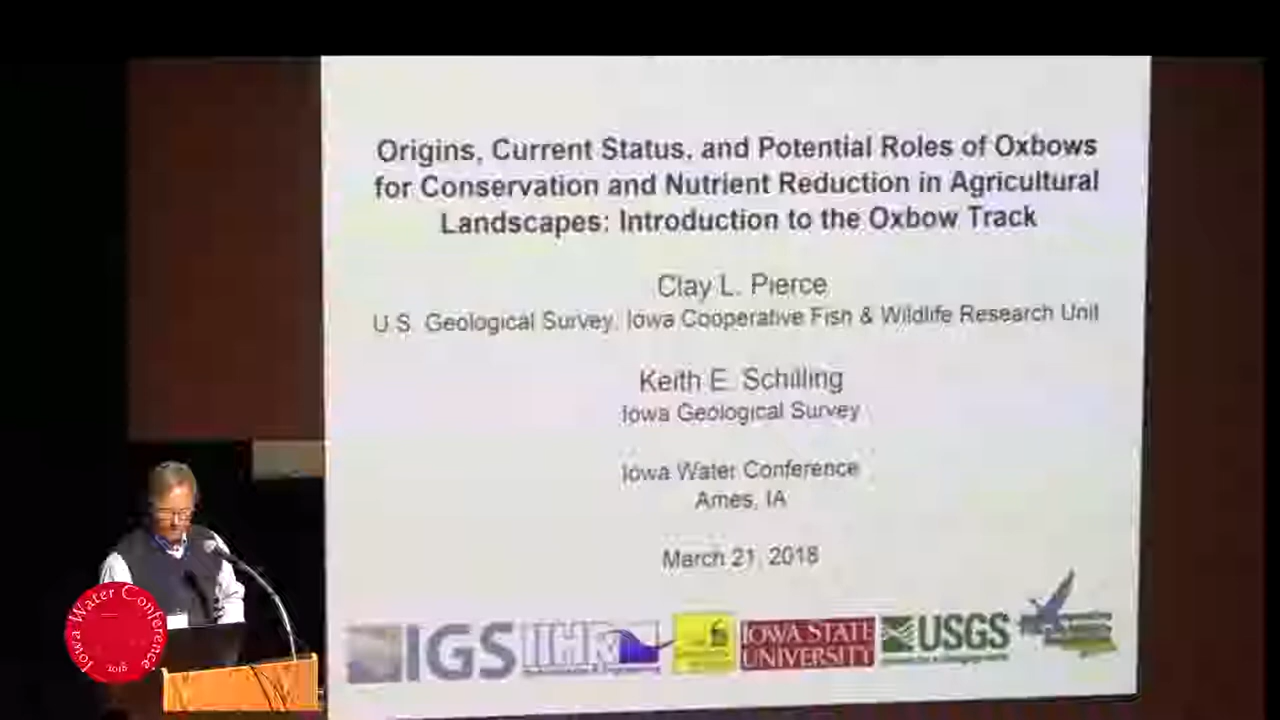 Origins, Current Status, and Potential Roles of Oxbows
for Conservation and Nutrient Reduction in Agricultural
Landscapes: Introduction to the Oxbow Track
Clay L. Pierce
U.S. Geological Survey, Iowa Cooperative Fish & Wildlife Research Unit
Keith E. Schilling
Iowa Geological Survey
Iowa Water Conference
Ames, IA
March 21, 2018
IGS
IIHR
IOWA STATE
UNIVERSITY
USGS
Iowa Water Conference